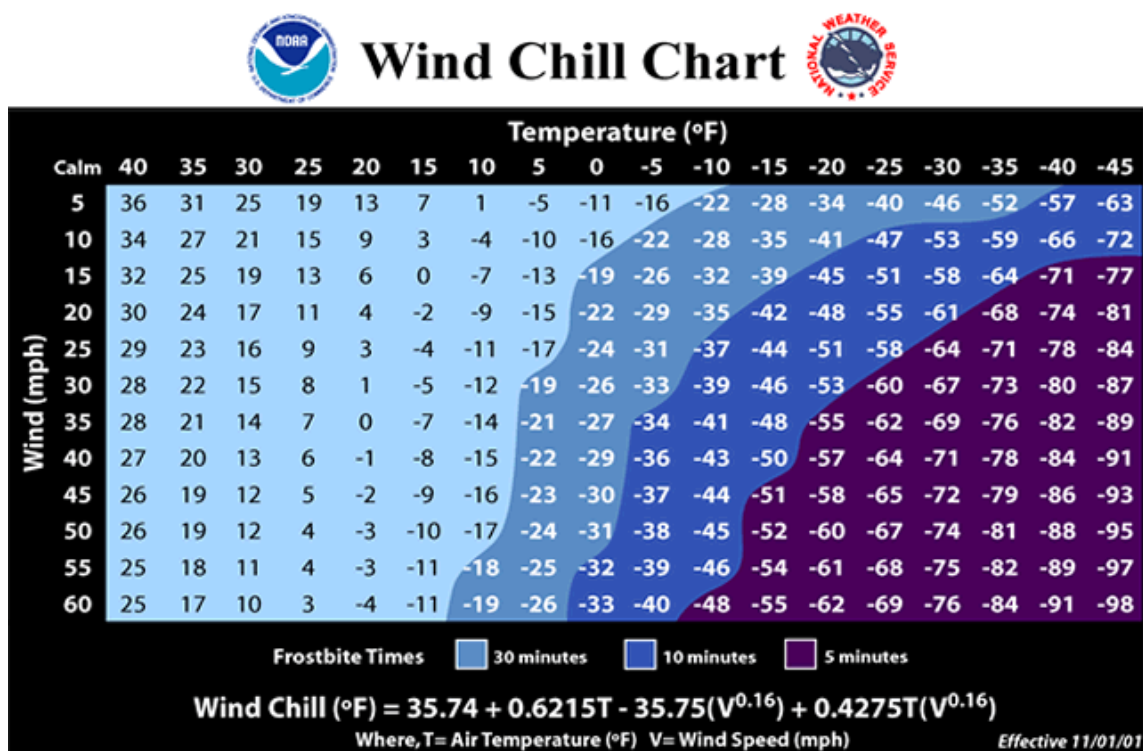 NOAA
NATIONAL OCEANIC AND ATMOSPHERIC ADMINISTRATION
U.S. DEPARTMENT OF COMMERCE
Wind Chill Chart
NATIONAL WEATHER SERVICE
Temperature (ºF)
Calm 40 35 30 25 20 15 10 5 0 -5 -10 -15 -20 -25 -30 -35 -40 -45
Wind (mph)
5 36 31 25 19 13 7 1 -5 -11 -16 -22 -28 -34 -40 -46 -52 -57 -63
10 34 27 21 15 9 3 -4 -10 -16 -22 -28 -35 -41 -47 -53 -59 -66 -72
15 32 25 19 13 6 0 -7 -13 -19 -26 -32 -39 -45 -51 -58 -64 -71 -77
20 30 24 17 11 4 -2 -9 -15 -22 -29 -35 -42 -48 -55 -61 -68 -74 -81
25 29 23 16 9 3 -4 -11 -17 -24 -31 -37 -44 -51 -58 -64 -71 -78 -84
30 28 22 15 8 1 -5 -12 -19 -26 -33 -39 -46 -53 -60 -67 -73 -80 -87
35 28 21 14 7 0 -7 -14 -21 -27 -34 -41 -48 -55 -62 -69 -76 -82 -89
40 27 20 13 6 -1 -8 -15 -22 -29 -36 -43 -50 -57 -64 -71 -78 -84 -91
45 26 19 12 5 -2 -9 -16 -23 -30 -37 -44 -51 -58 -65 -72 -79 -86 -93
50 26 19 12 4 -3 -10 -17 -24 -31 -38 -45 -52 -60 -67 -74 -81 -88 -95
55 25 18 11 4 -3 -11 -18 -25 -32 -39 -46 -54 -61 -68 -75 -82 -89 -97
60 25 17 10 3 -4 -11 -19 -26 -33 -40 -48 -55 -62 -69 -76 -84 -91 -98
Frostbite Times 30 minutes 10 minutes 5 minutes
Wind Chill (ºF) = 35.74 + 0.6215T - 35.75(V^0.16) + 0.4275T(V^0.16)
Where, T= Air Temperature (ºF) V= Wind Speed (mph)
Effective 11/01/01